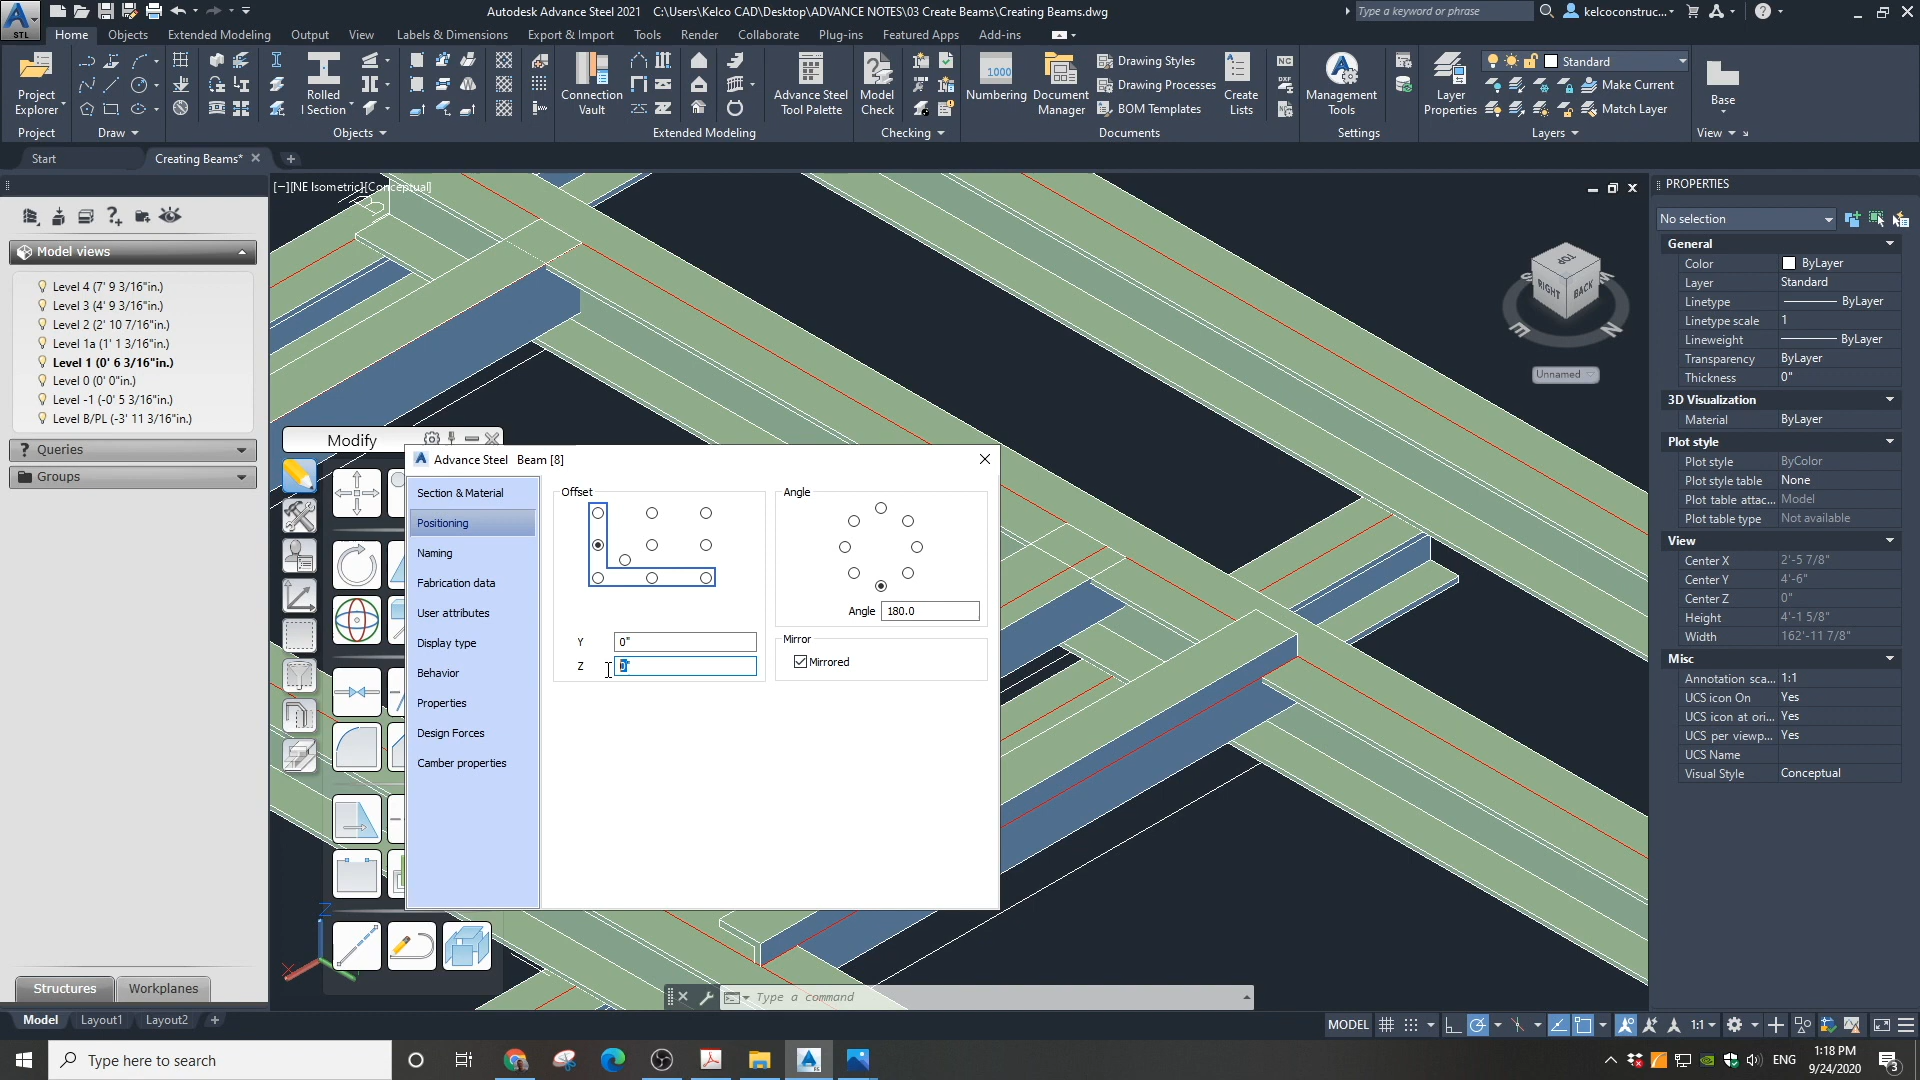 Autodesk Advance Steel 2021 C:\Users\Kelco CAD\Desktop\ADVANCE NOTES\03 Create Beams\Creating Beams.dwg
Type a keyword or phrase
kelcoconstruc...
STL
Home Objects Extended Modeling Output View Labels & Dimensions Export & Import Tools Render Collaborate Plug-ins Featured Apps Add-ins
Project Explorer
Rolled I Section
Connection Vault
Advance Steel Tool Palette
Model Check
1000
Numbering
Document Manager
Drawing Styles
Drawing Processes
BOM Templates
Create Lists
NC
DXF
Management Tools
Layer Properties
Standard
Make Current
Match Layer
Base
Project Draw Objects Extended Modeling Checking Documents Settings Layers View
Start Creating Beams*
[−][NE Isometric][Conceptual]
Model views
Level 4 (7' 9 3/16"in.)
Level 3 (4' 9 3/16"in.)
Level 2 (2' 10 7/16"in.)
Level 1a (1' 1 3/16"in.)
Level 1 (0' 6 3/16"in.)
Level 0 (0' 0"in.)
Level -1 (-0' 5 3/16"in.)
Level B/PL (-3' 11 3/16"in.)
Queries
Groups
Structures Workplanes
Modify
Advance Steel Beam [8]
Section & Material
Positioning
Naming
Fabrication data
User attributes
Display type
Behavior
Properties
Design Forces
Camber properties
Offset
Y 0"
Z
Angle
Angle 180.0
Mirror
Mirrored
Z
X
TOP
RIGHT
BACK
E
N
Unnamed
PROPERTIES
No selection
General
Color ByLayer
Layer Standard
Linetype ByLayer
Linetype scale 1
Lineweight ByLayer
Transparency ByLayer
Thickness 0"
3D Visualization
Material ByLayer
Plot style
Plot style ByColor
Plot style table None
Plot table attac... Model
Plot table type Not available
View
Center X 2'-5 7/8"
Center Y 4'-6"
Center Z 0"
Height 4'-1 5/8"
Width 162'-11 7/8"
Misc
Annotation sca... 1:1
UCS icon On Yes
UCS icon at ori... Yes
UCS per viewp... Yes
UCS Name
Visual Style Conceptual
Type a command
Model Layout1 Layout2
MODEL
1:1
Type here to search
ENG
1:18 PM
9/24/2020
3